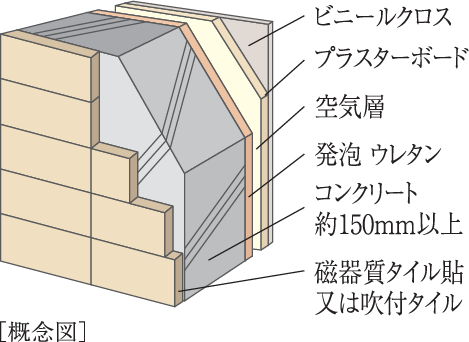 ビニールクロス
プラスターボード
空気層
発泡 ウレタン
コンクリート
約150mm以上
磁器質タイル貼
又は吹付タイル
[概念図]